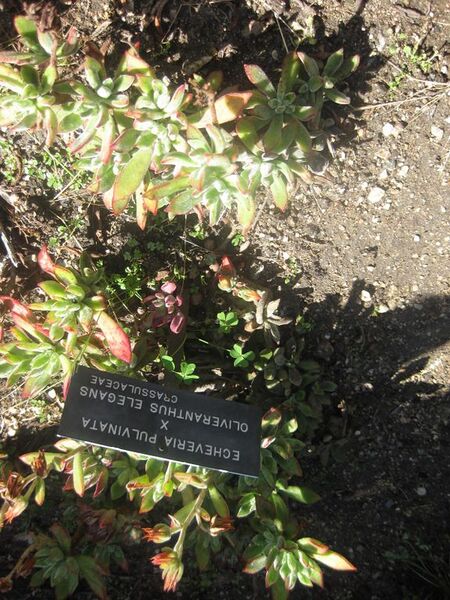 ECHEVERIA PULVINATA
X
OLIVERANTHUS ELEGANS
CRASSULACEAE